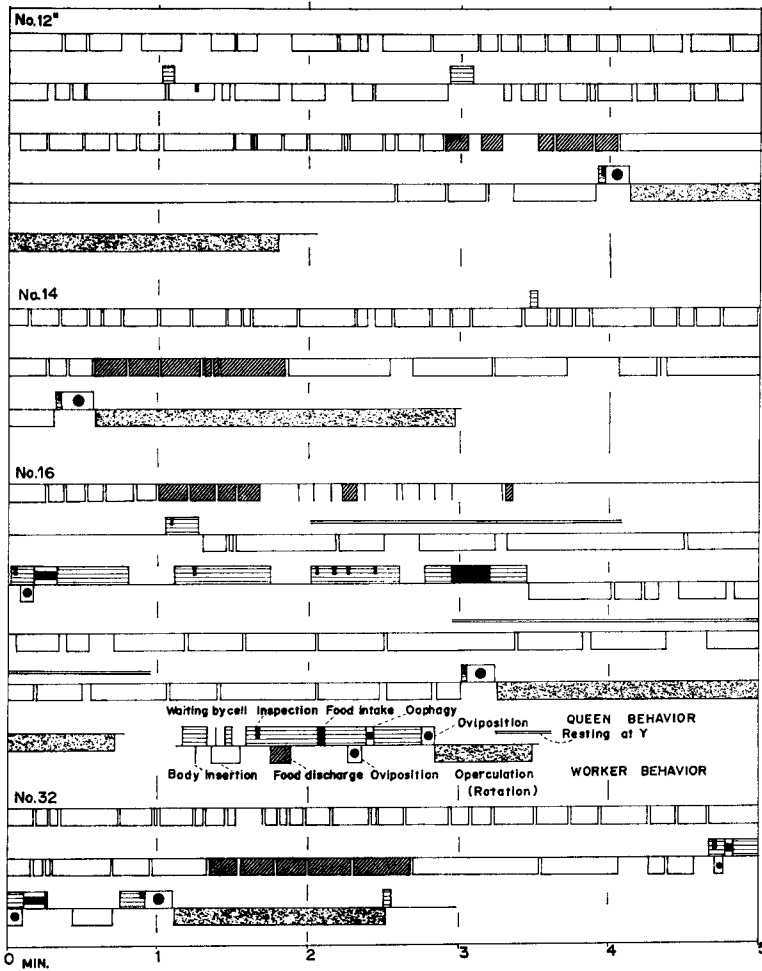 No.12"
No.14
No.16
Waiting by cell Inspection Food intake Oophagy
Oviposition QUEEN BEHAVIOR
Resting at Y
Body insertion Food discharge Oviposition Operculation WORKER BEHAVIOR
(Rotation)
No.32
0 MIN. 1 2 3 4 5